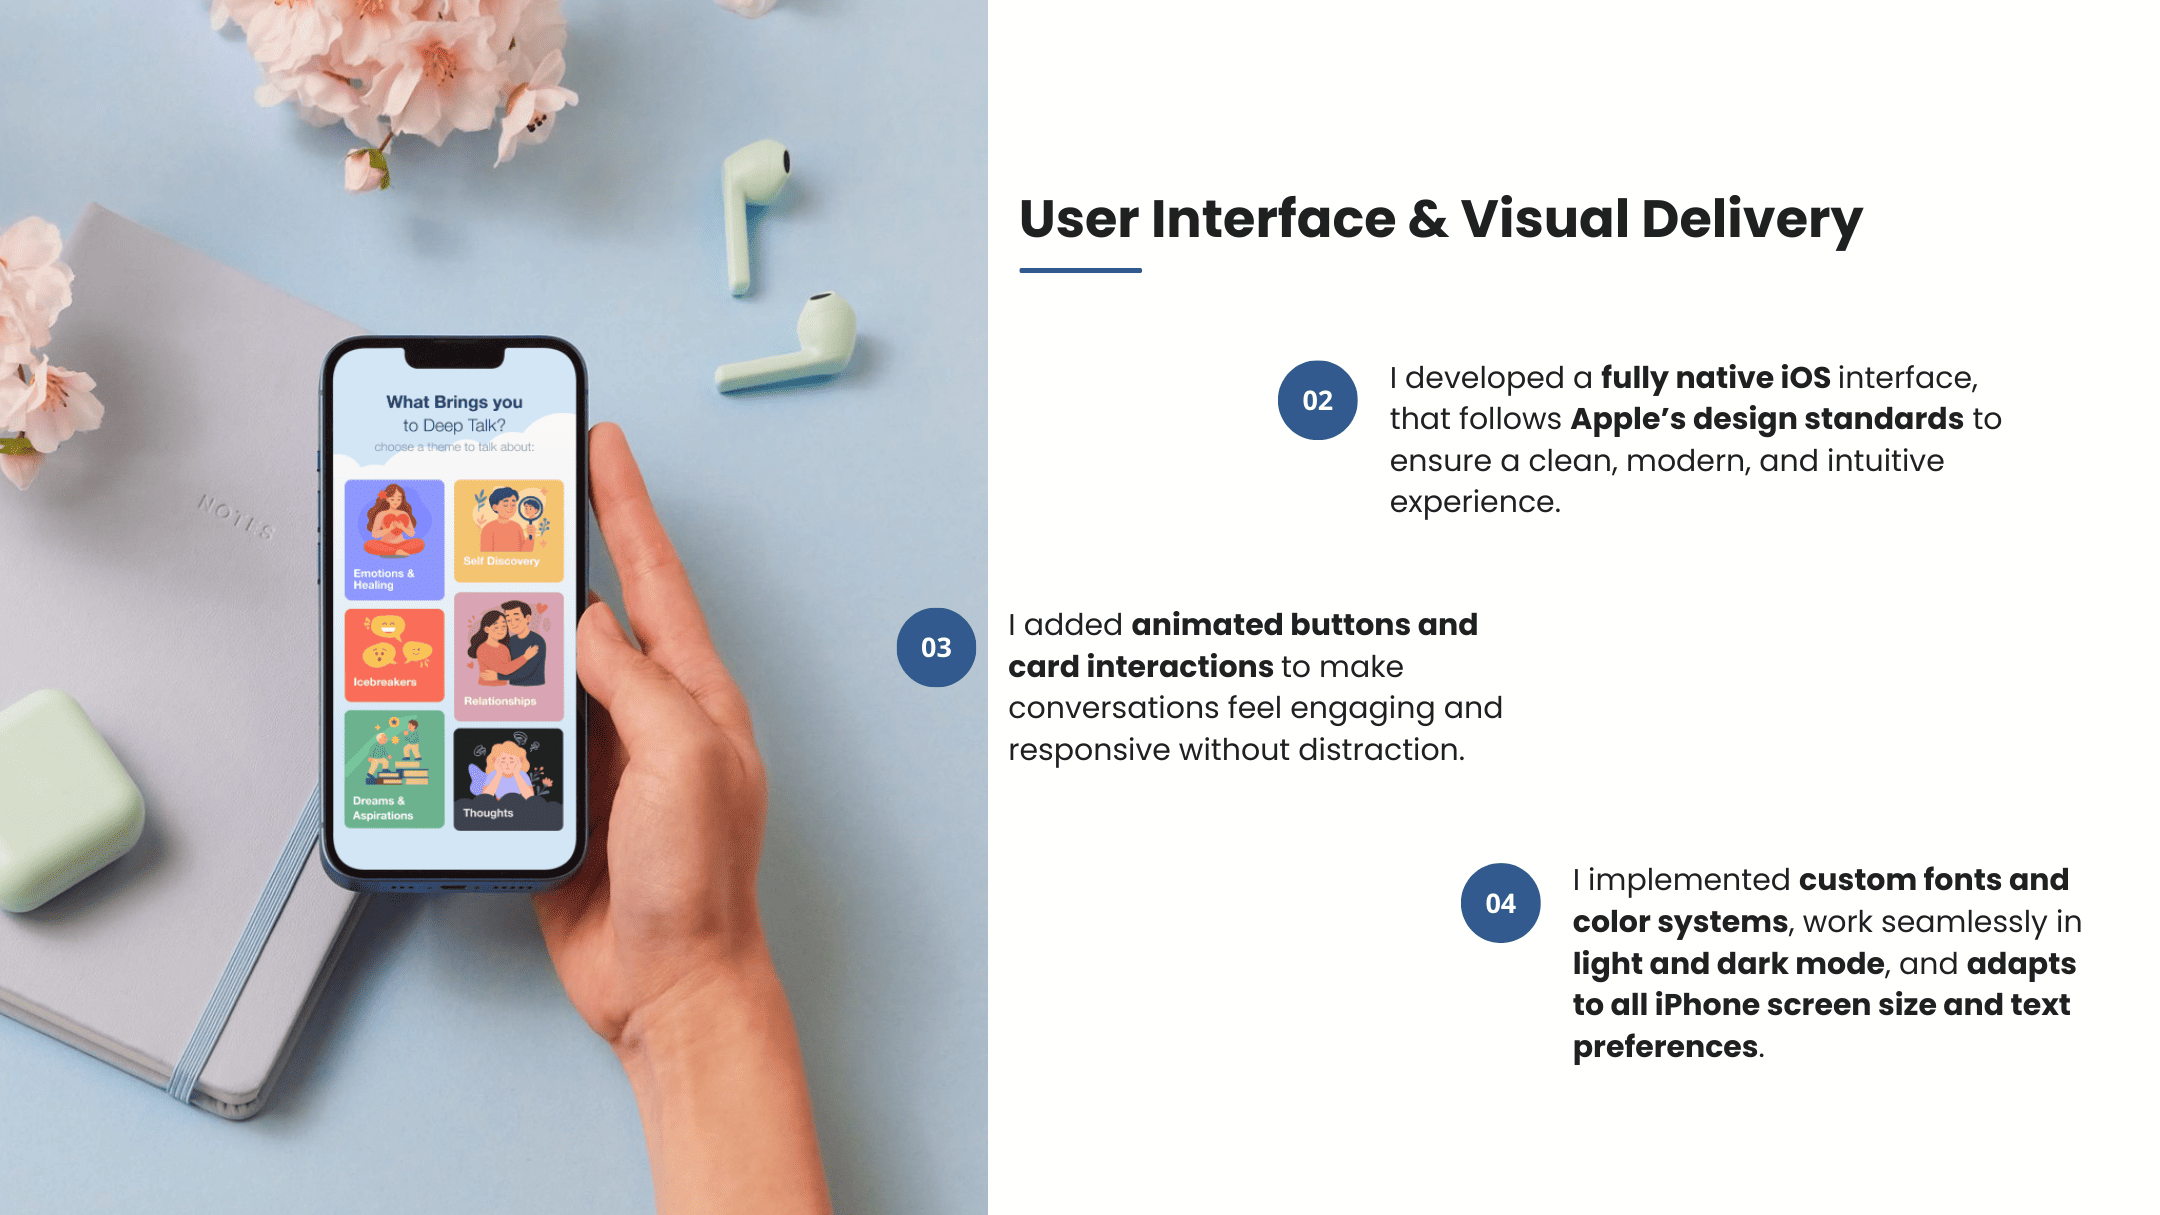 User Interface & Visual Delivery
02
I developed a fully native iOS interface,
that follows Apple’s design standards to
ensure a clean, modern, and intuitive
experience.
03
I added animated buttons and
card interactions to make
conversations feel engaging and
responsive without distraction.
04
I implemented custom fonts and
color systems, work seamlessly in
light and dark mode, and adapts
to all iPhone screen size and text
preferences.
NOTES
What Brings you
to Deep Talk?
choose a theme to talk about:
Emotions &
Healing
Self Discovery
Icebreakers
Relationships
Dreams &
Aspirations
Thoughts